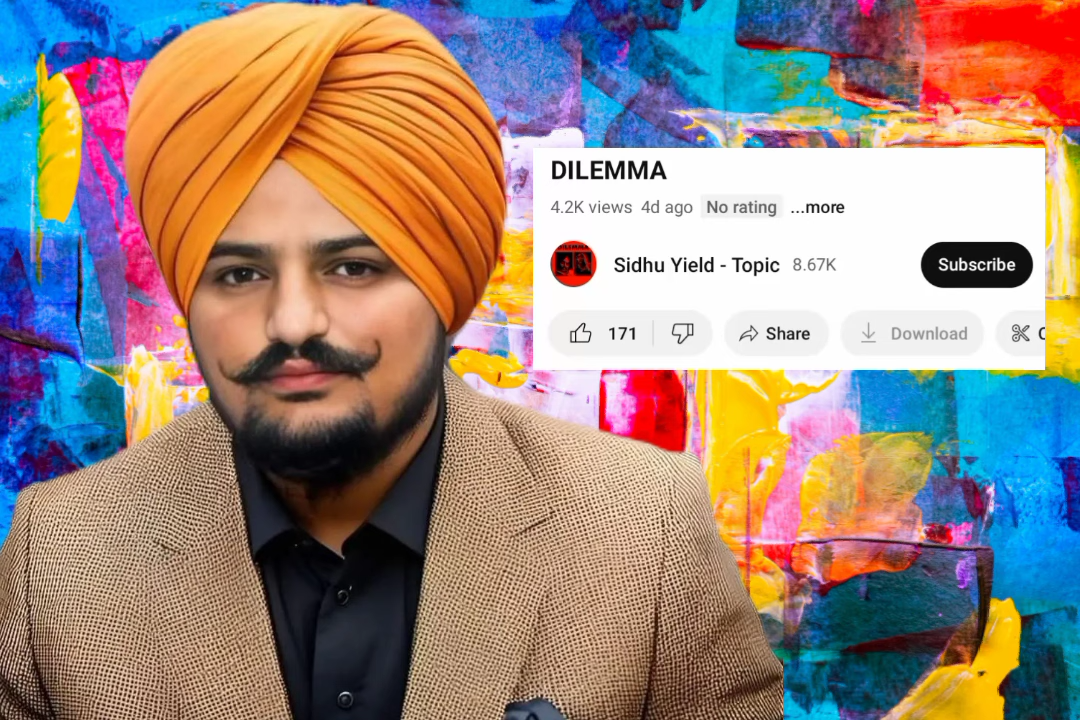 DILEMMA
4.2K views 4d ago No rating ...more
Sidhu Yield - Topic 8.67K Subscribe
171 Share Download